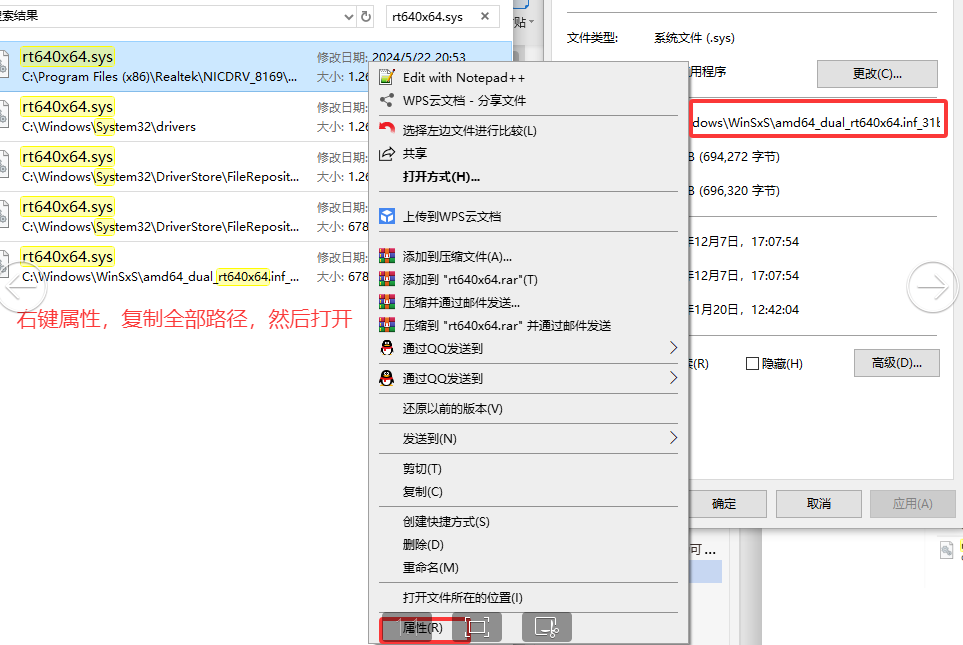 索结果
rt640x64.sys
贴
rt640x64.sys
修改日期: 2024/5/22 20:53
C:\Program Files (x86)\Realtek\NICDRV_8169\...
大小: 1.26
rt640x64.sys
修改日期:
C:\Windows\System32\drivers
大小: 1.26
rt640x64.sys
修改日期:
C:\Windows\System32\DriverStore\FileReposit...
大小: 1.26
rt640x64.sys
修改日期:
C:\Windows\System32\DriverStore\FileReposit...
大小: 678
rt640x64.sys
修改日期:
C:\Windows\WinSxS\amd64_dual_rt640x64.inf_...
大小: 678
右键属性，复制全部路径，然后打开
Edit with Notepad++
WPS云文档 - 分享文件
选择左边文件进行比较(L)
共享
打开方式(H)...
上传到WPS云文档
添加到压缩文件(A)...
添加到 "rt640x64.rar"(T)
压缩并通过邮件发送...
压缩到 "rt640x64.rar" 并通过邮件发送
通过QQ发送到
通过QQ发送到
还原以前的版本(V)
发送到(N)
剪切(T)
复制(C)
创建快捷方式(S)
删除(D)
重命名(M)
打开文件所在的位置(I)
属性(R)
文件类型: 系统文件 (.sys)
用程序
更改(C)...
dows\WinSxS\amd64_dual_rt640x64.inf_31b
B (694,272 字节)
B (696,320 字节)
年12月7日，17:07:54
年12月7日，17:07:54
月20日，12:42:04
(R)
隐藏(H)
高级(D)...
确定
取消
应用(A)
可 ...